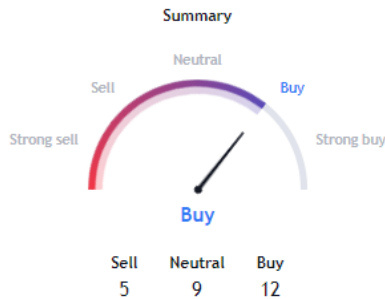 Summary
Neutral
Sell Buy
Strong sell Strong buy
Buy
Sell Neutral Buy
5 9 12